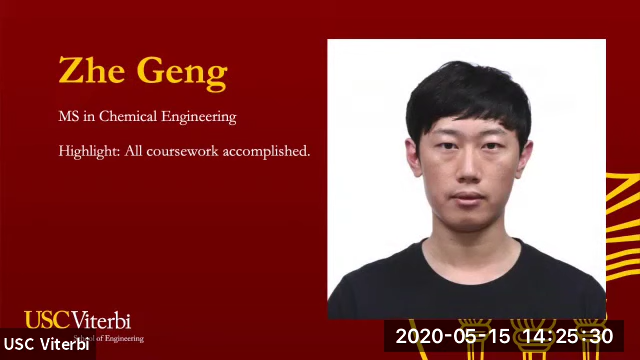 Zhe Geng
MS in Chemical Engineering
Highlight: All coursework accomplished.
USC Viterbi
School of Engineering
USC Viterbi
2020-05-15 14:25:30